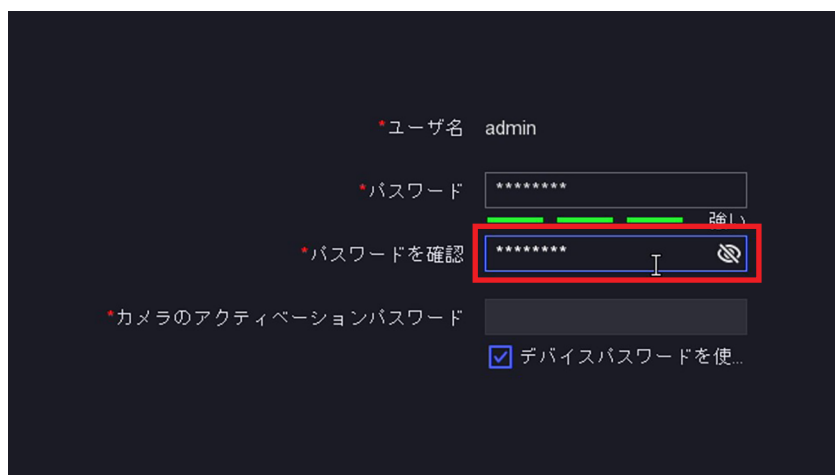 *ユーザ名 admin
*パスワード ********
強い
*パスワードを確認 ********
*カメラのアクティベーションパスワード
デバイスパスワードを使...